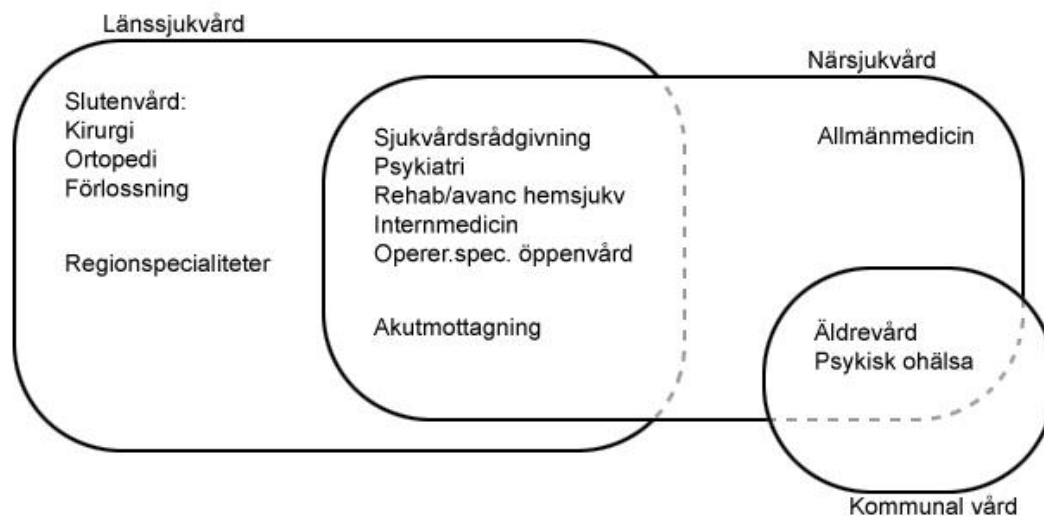 Länssjukvård
Slutenvård:
Kirurgi
Ortopedi
Förlossning
Regionspecialiteter
Sjukvårdsrådgivning
Psykiatri
Rehab/avanc hemsjukv
Internmedicin
Operer.spec. öppenvård
Akutmottagning
Närsjukvård
Allmänmedicin
Äldrevård
Psykisk ohälsa
Kommunal vård